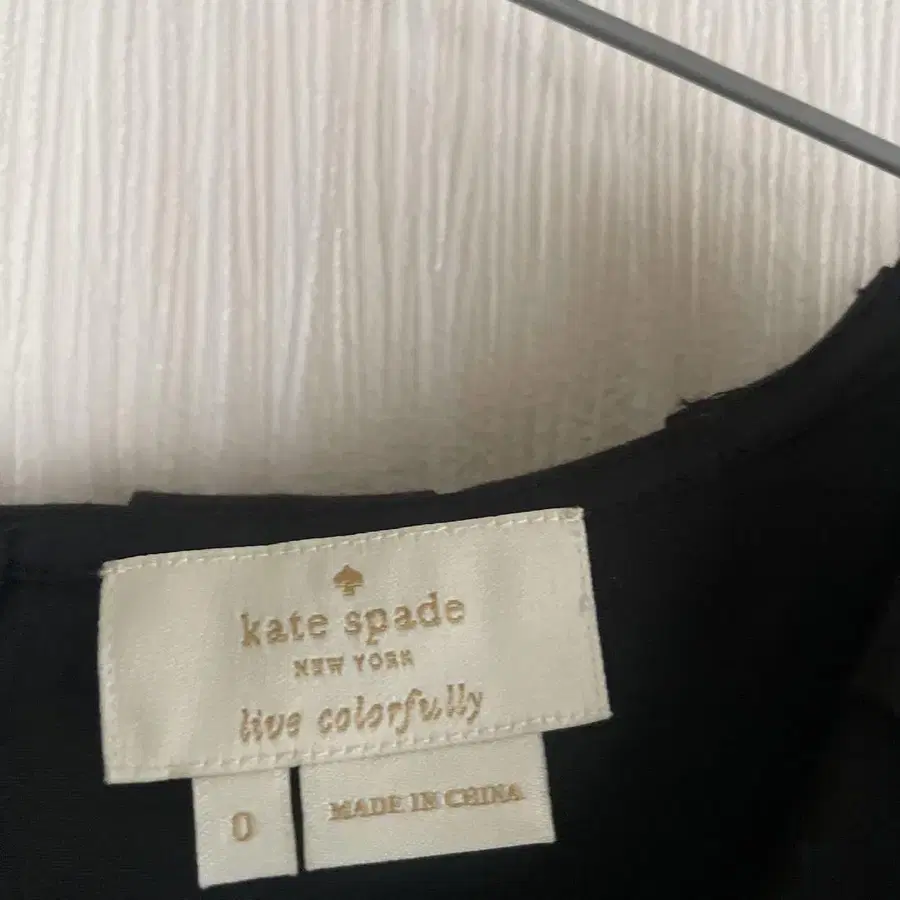 kate spade
NEW YORK
live colorfully
0
MADE IN CHINA